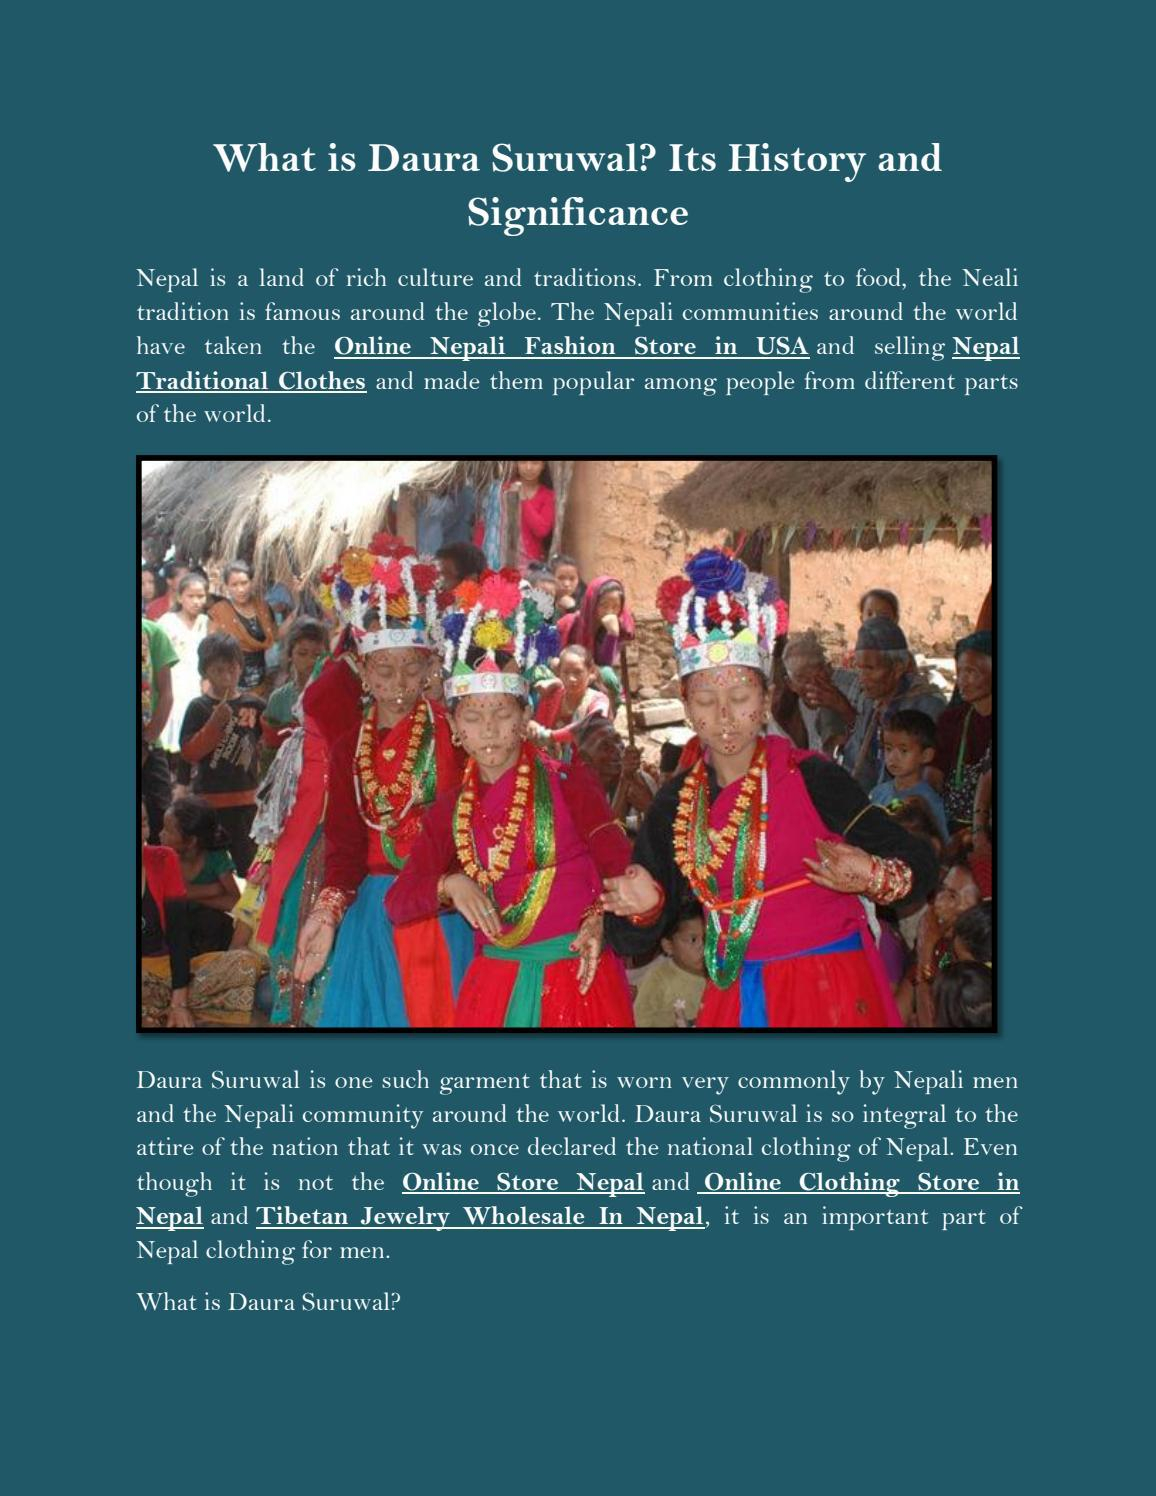 What is Daura Suruwal? Its History and
Significance
Nepal is a land of rich culture and traditions. From clothing to food, the Neali
tradition is famous around the globe. The Nepali communities around the world
have taken the Online Nepali Fashion Store in USA and selling Nepal
Traditional Clothes and made them popular among people from different parts
of the world.
Daura Suruwal is one such garment that is worn very commonly by Nepali men
and the Nepali community around the world. Daura Suruwal is so integral to the
attire of the nation that it was once declared the national clothing of Nepal. Even
though it is not the Online Store Nepal and Online Clothing Store in
Nepal and Tibetan Jewelry Wholesale In Nepal, it is an important part of
Nepal clothing for men.
What is Daura Suruwal?